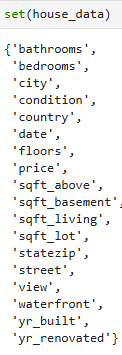 set(house_data)
{'bathrooms',
'bedrooms',
'city',
'condition',
'country',
'date',
'floors',
'price',
'sqft_above',
'sqft_basement',
'sqft_living',
'sqft_lot',
'statezip',
'street',
'view',
'waterfront',
'yr_built',
'yr_renovated'}